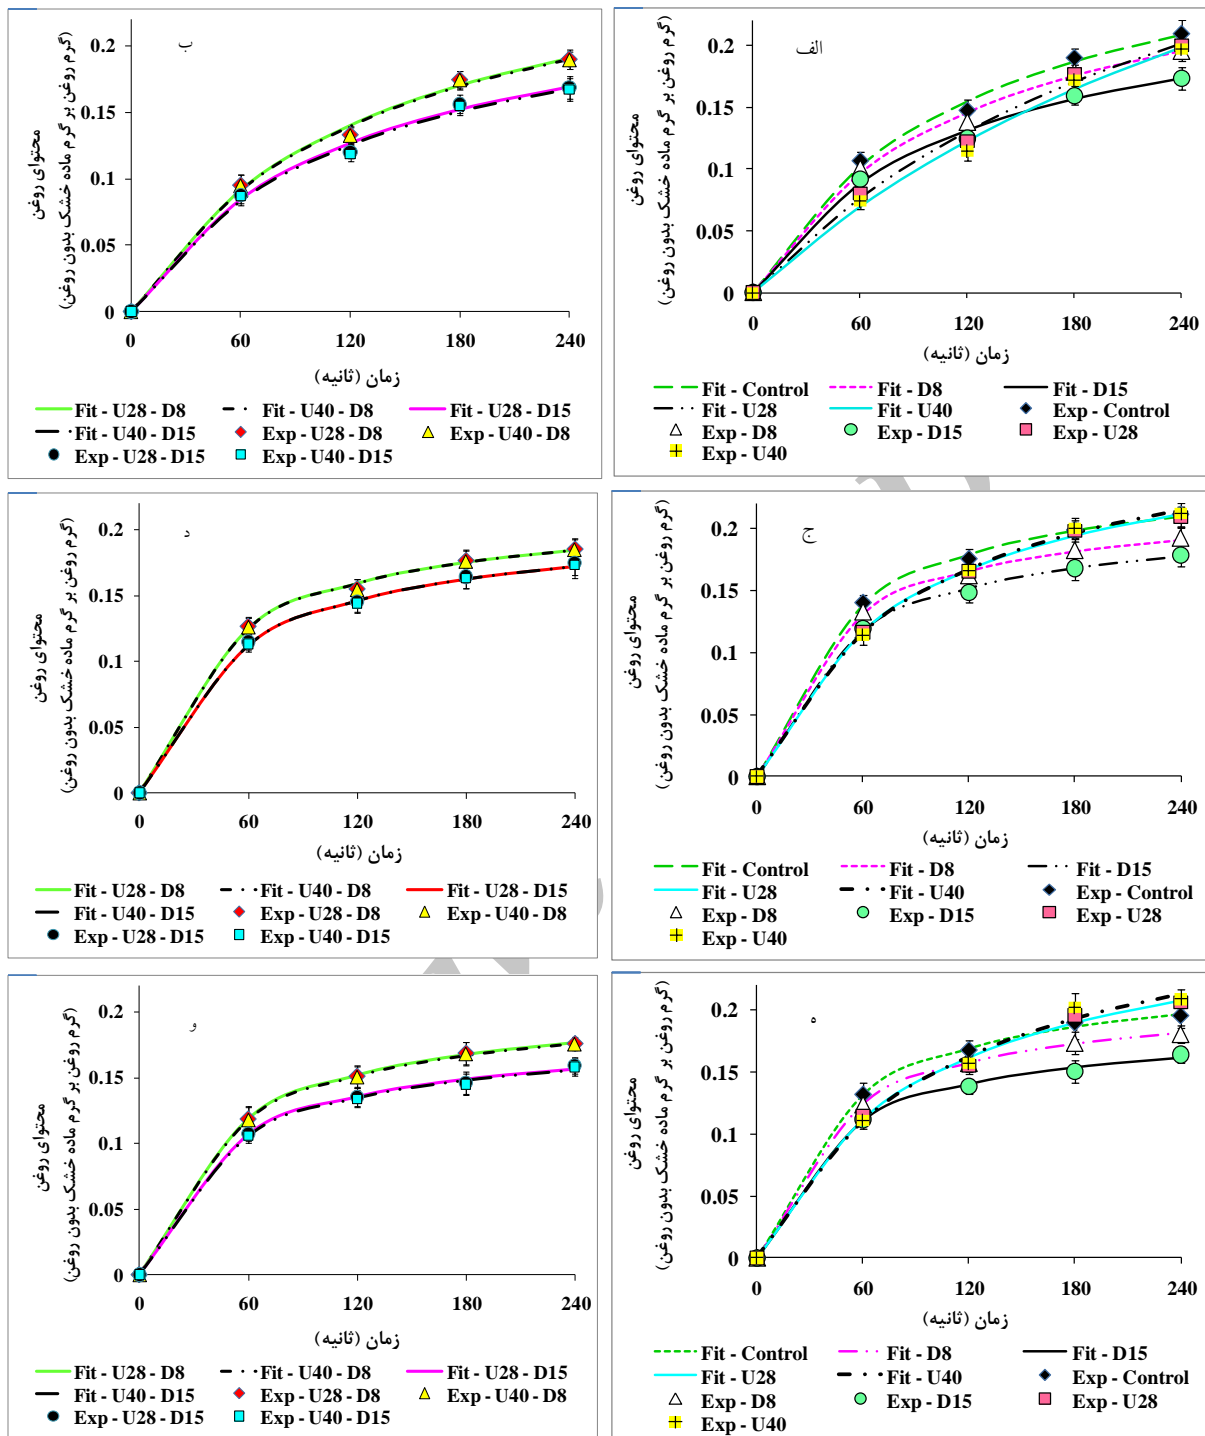 الف
محتوای روغن
(گرم روغن بر گرم ماده خشک بدون روغن)
0.2
0.15
0.1
0.05
0
0 60 120 180 240
زمان (ثانیه)
Fit - Control Fit - D8 Fit - D15
Fit - U28 Fit - U40 Exp - Control
Exp - D8 Exp - D15 Exp - U28
Exp - U40
ب
محتوای روغن
(گرم روغن بر گرم ماده خشک بدون روغن)
0.2
0.15
0.1
0.05
0
0 60 120 180 240
زمان (ثانیه)
Fit - U28 - D8 Fit - U40 - D8 Fit - U28 - D15
Fit - U40 - D15 Exp - U28 - D8 Exp - U40 - D8
Exp - U28 - D15 Exp - U40 - D15
ج
محتوای روغن
(گرم روغن بر گرم ماده خشک بدون روغن)
0.2
0.15
0.1
0.05
0
0 60 120 180 240
زمان (ثانیه)
Fit - Control Fit - D8 Fit - D15
Fit - U28 Fit - U40 Exp - Control
Exp - D8 Exp - D15 Exp - U28
Exp - U40
د
محتوای روغن
(گرم روغن بر گرم ماده خشک بدون روغن)
0.2
0.15
0.1
0.05
0
0 60 120 180 240
زمان (ثانیه)
Fit - U28 - D8 Fit - U40 - D8 Fit - U28 - D15
Fit - U40 - D15 Exp - U28 - D8 Exp - U40 - D8
Exp - U28 - D15 Exp - U40 - D15
ه
محتوای روغن
(گرم روغن بر گرم ماده خشک بدون روغن)
0.2
0.15
0.1
0.05
0
0 60 120 180 240
زمان (ثانیه)
Fit - Control Fit - D8 Fit - D15
Fit - U28 Fit - U40 Exp - Control
Exp - D8 Exp - D15 Exp - U28
Exp - U40
و
محتوای روغن
(گرم روغن بر گرم ماده خشک بدون روغن)
0.2
0.15
0.1
0.05
0
0 60 120 180 240
زمان (ثانیه)
Fit - U28 - D8 Fit - U40 - D8 Fit - U28 - D15
Fit - U40 - D15 Exp - U28 - D8 Exp - U40 - D8
Exp - U28 - D15 Exp - U40 - D15